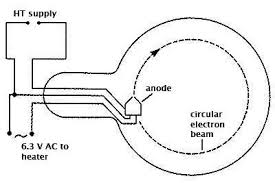 HT supply
anode
circular
electron
beam
6.3 V AC to
heater